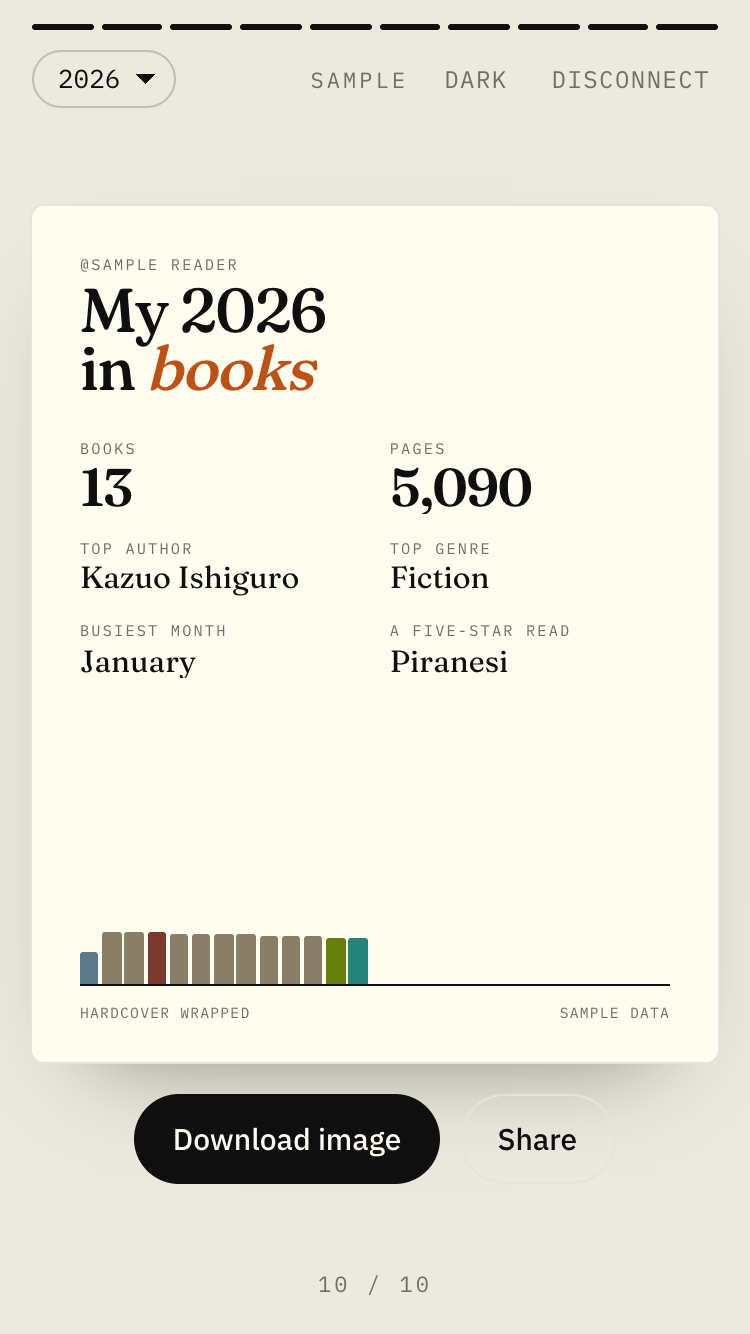 2026
SAMPLE DARK DISCONNECT
@SAMPLE READER
My 2026
in books
BOOKS
13
PAGES
5,090
TOP AUTHOR
Kazuo Ishiguro
TOP GENRE
Fiction
BUSIEST MONTH
January
A FIVE-STAR READ
Piranesi
HARDCOVER WRAPPED
SAMPLE DATA
Download image
Share
10 / 10